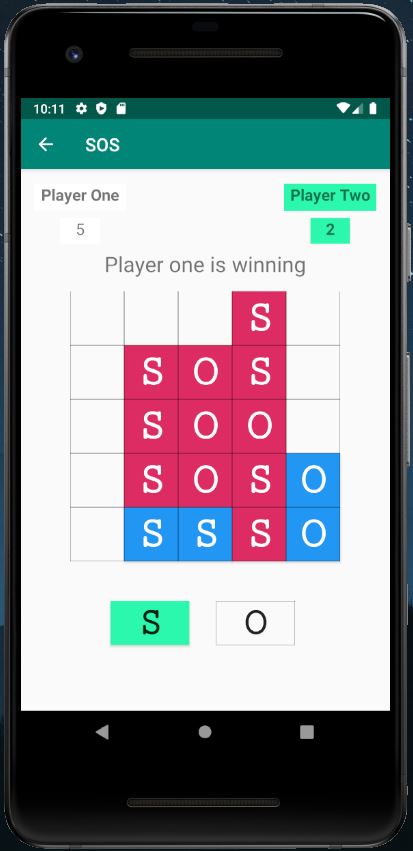 10:11
SOS
Player One Player Two
5 2
Player one is winning
S
S O S
S O O
S O S O
S S S O
S O